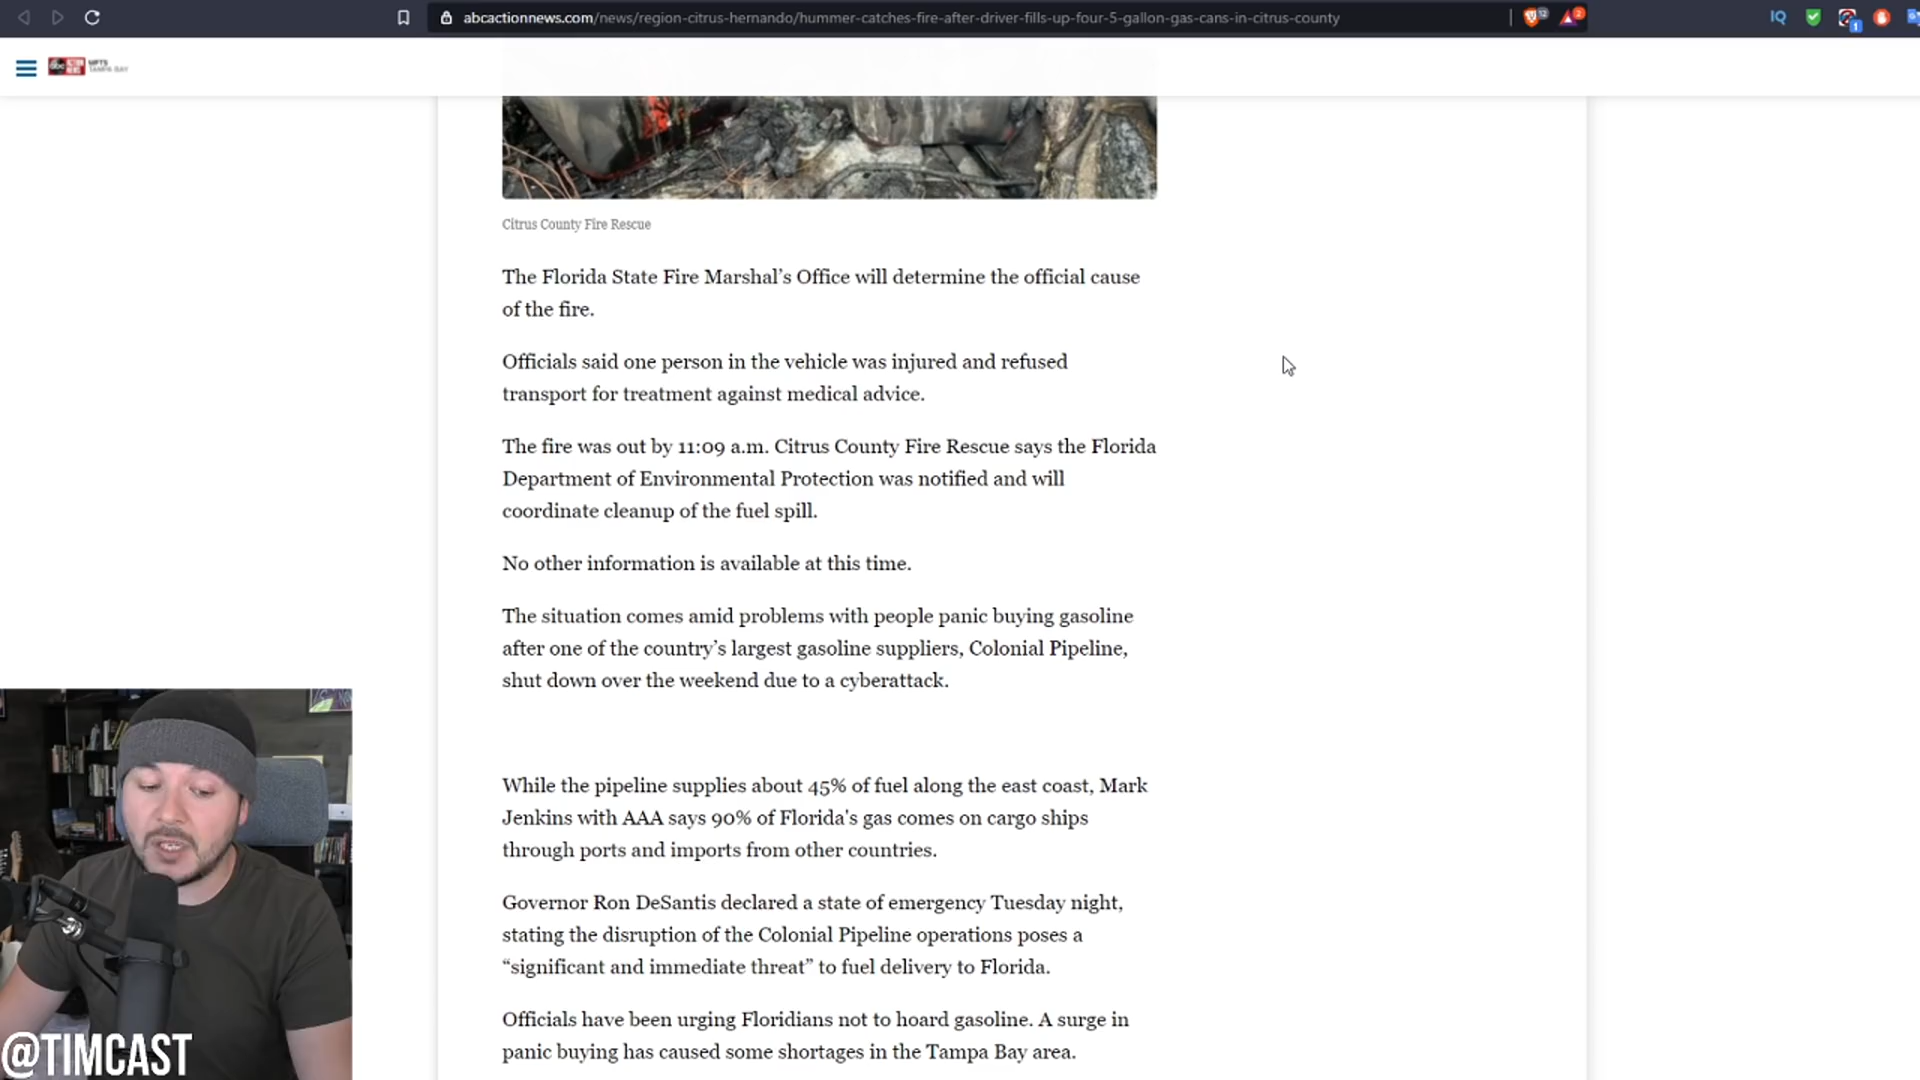 abcactionnews.com/news/region-citrus-hernando/hummer-catches-fire-after-driver-fills-up-four-5-gallon-gas-cans-in-citrus-county
IQ
12
2
1
abc ACTION NEWS WFTS TAMPA BAY
Citrus County Fire Rescue
The Florida State Fire Marshal's Office will determine the official cause
of the fire.
Officials said one person in the vehicle was injured and refused
transport for treatment against medical advice.
The fire was out by 11:09 a.m. Citrus County Fire Rescue says the Florida
Department of Environmental Protection was notified and will
coordinate cleanup of the fuel spill.
No other information is available at this time.
The situation comes amid problems with people panic buying gasoline
after one of the country's largest gasoline suppliers, Colonial Pipeline,
shut down over the weekend due to a cyberattack.
While the pipeline supplies about 45% of fuel along the east coast, Mark
Jenkins with AAA says 90% of Florida's gas comes on cargo ships
through ports and imports from other countries.
Governor Ron DeSantis declared a state of emergency Tuesday night,
stating the disruption of the Colonial Pipeline operations poses a
“significant and immediate threat” to fuel delivery to Florida.
Officials have been urging Floridians not to hoard gasoline. A surge in
panic buying has caused some shortages in the Tampa Bay area.
@TIMCAST